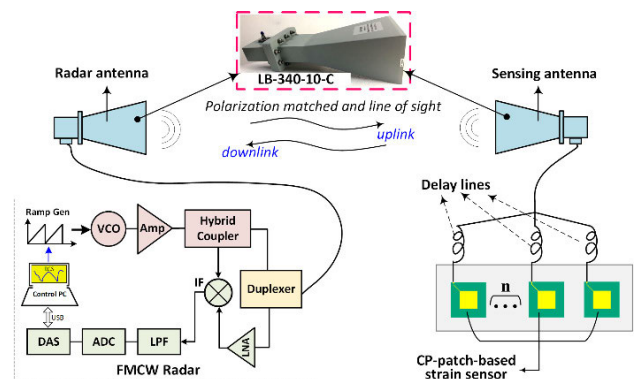 Radar antenna
LB-340-10-C
Sensing antenna
Polarization matched and line of sight
uplink
downlink
Delay lines
Ramp Gen
VCO
Amp
Hybrid
Coupler
Control PC
IF
Duplexer
n
USB
LNA
DAS
ADC
LPF
FMCW Radar
CP-patch-based
strain sensor